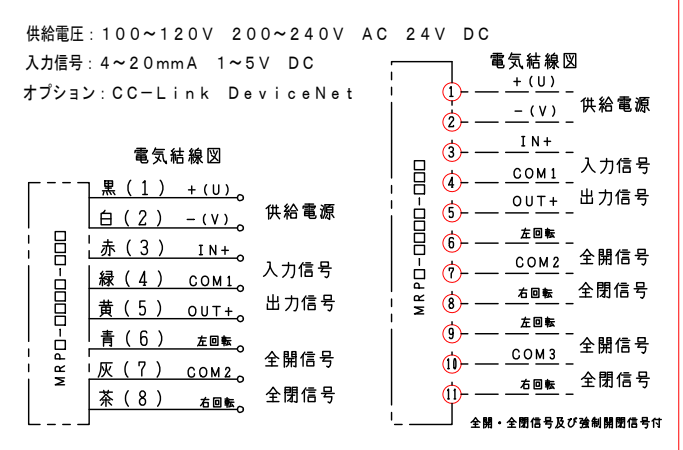 供給電圧：１００～１２０Ｖ　２００～２４０Ｖ　ＡＣ　２４Ｖ　ＤＣ
入力信号：４～２０ｍｍＡ　１～５Ｖ　ＤＣ
オプション：ＣＣ－Ｌｉｎｋ　ＤｅｖｉｃｅＮｅｔ
電気結線図
MRP□-□□□□-□□□
黒(1) +(U)
白(2) -(V)
供給電源
赤(3) IN+
緑(4) COM1
入力信号
黄(5) OUT+
出力信号
青(6) 左回転
灰(7) COM2
全開信号
茶(8) 右回転
全閉信号
電気結線図
MRP□-□□□□-□□□
① +(U)
② -(V)
供給電源
③ IN+
④ COM1
入力信号
⑤ OUT+
出力信号
⑥ 左回転
⑦ COM2
全開信号
⑧ 右回転
全閉信号
⑨ 左回転
⑩ COM3
全開信号
⑪ 右回転
全閉信号
全開・全閉信号及び強制開閉信号付